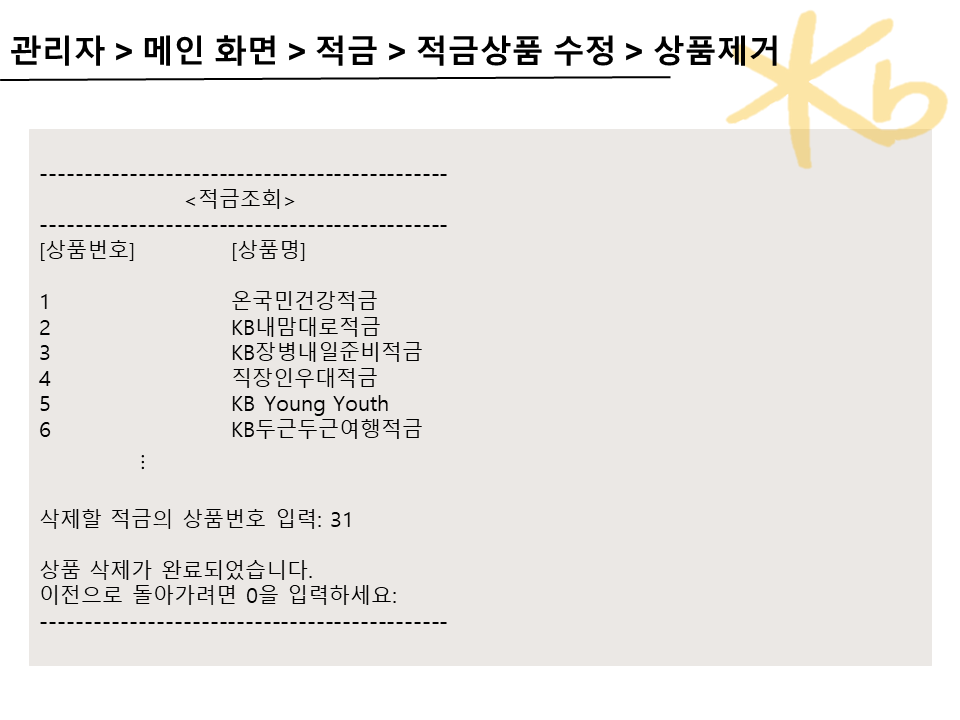 관리자 > 메인 화면 > 적금 > 적금상품 수정 > 상품제거
Kb
----------------------------------------------
<적금조회>
----------------------------------------------
[상품번호] [상품명]
1 온국민건강적금
2 KB내맘대로적금
3 KB장병내일준비적금
4 직장인우대적금
5 KB Young Youth
6 KB두근두근여행적금
⋮
삭제할 적금의 상품번호 입력: 31
상품 삭제가 완료되었습니다.
이전으로 돌아가려면 0을 입력하세요:
----------------------------------------------